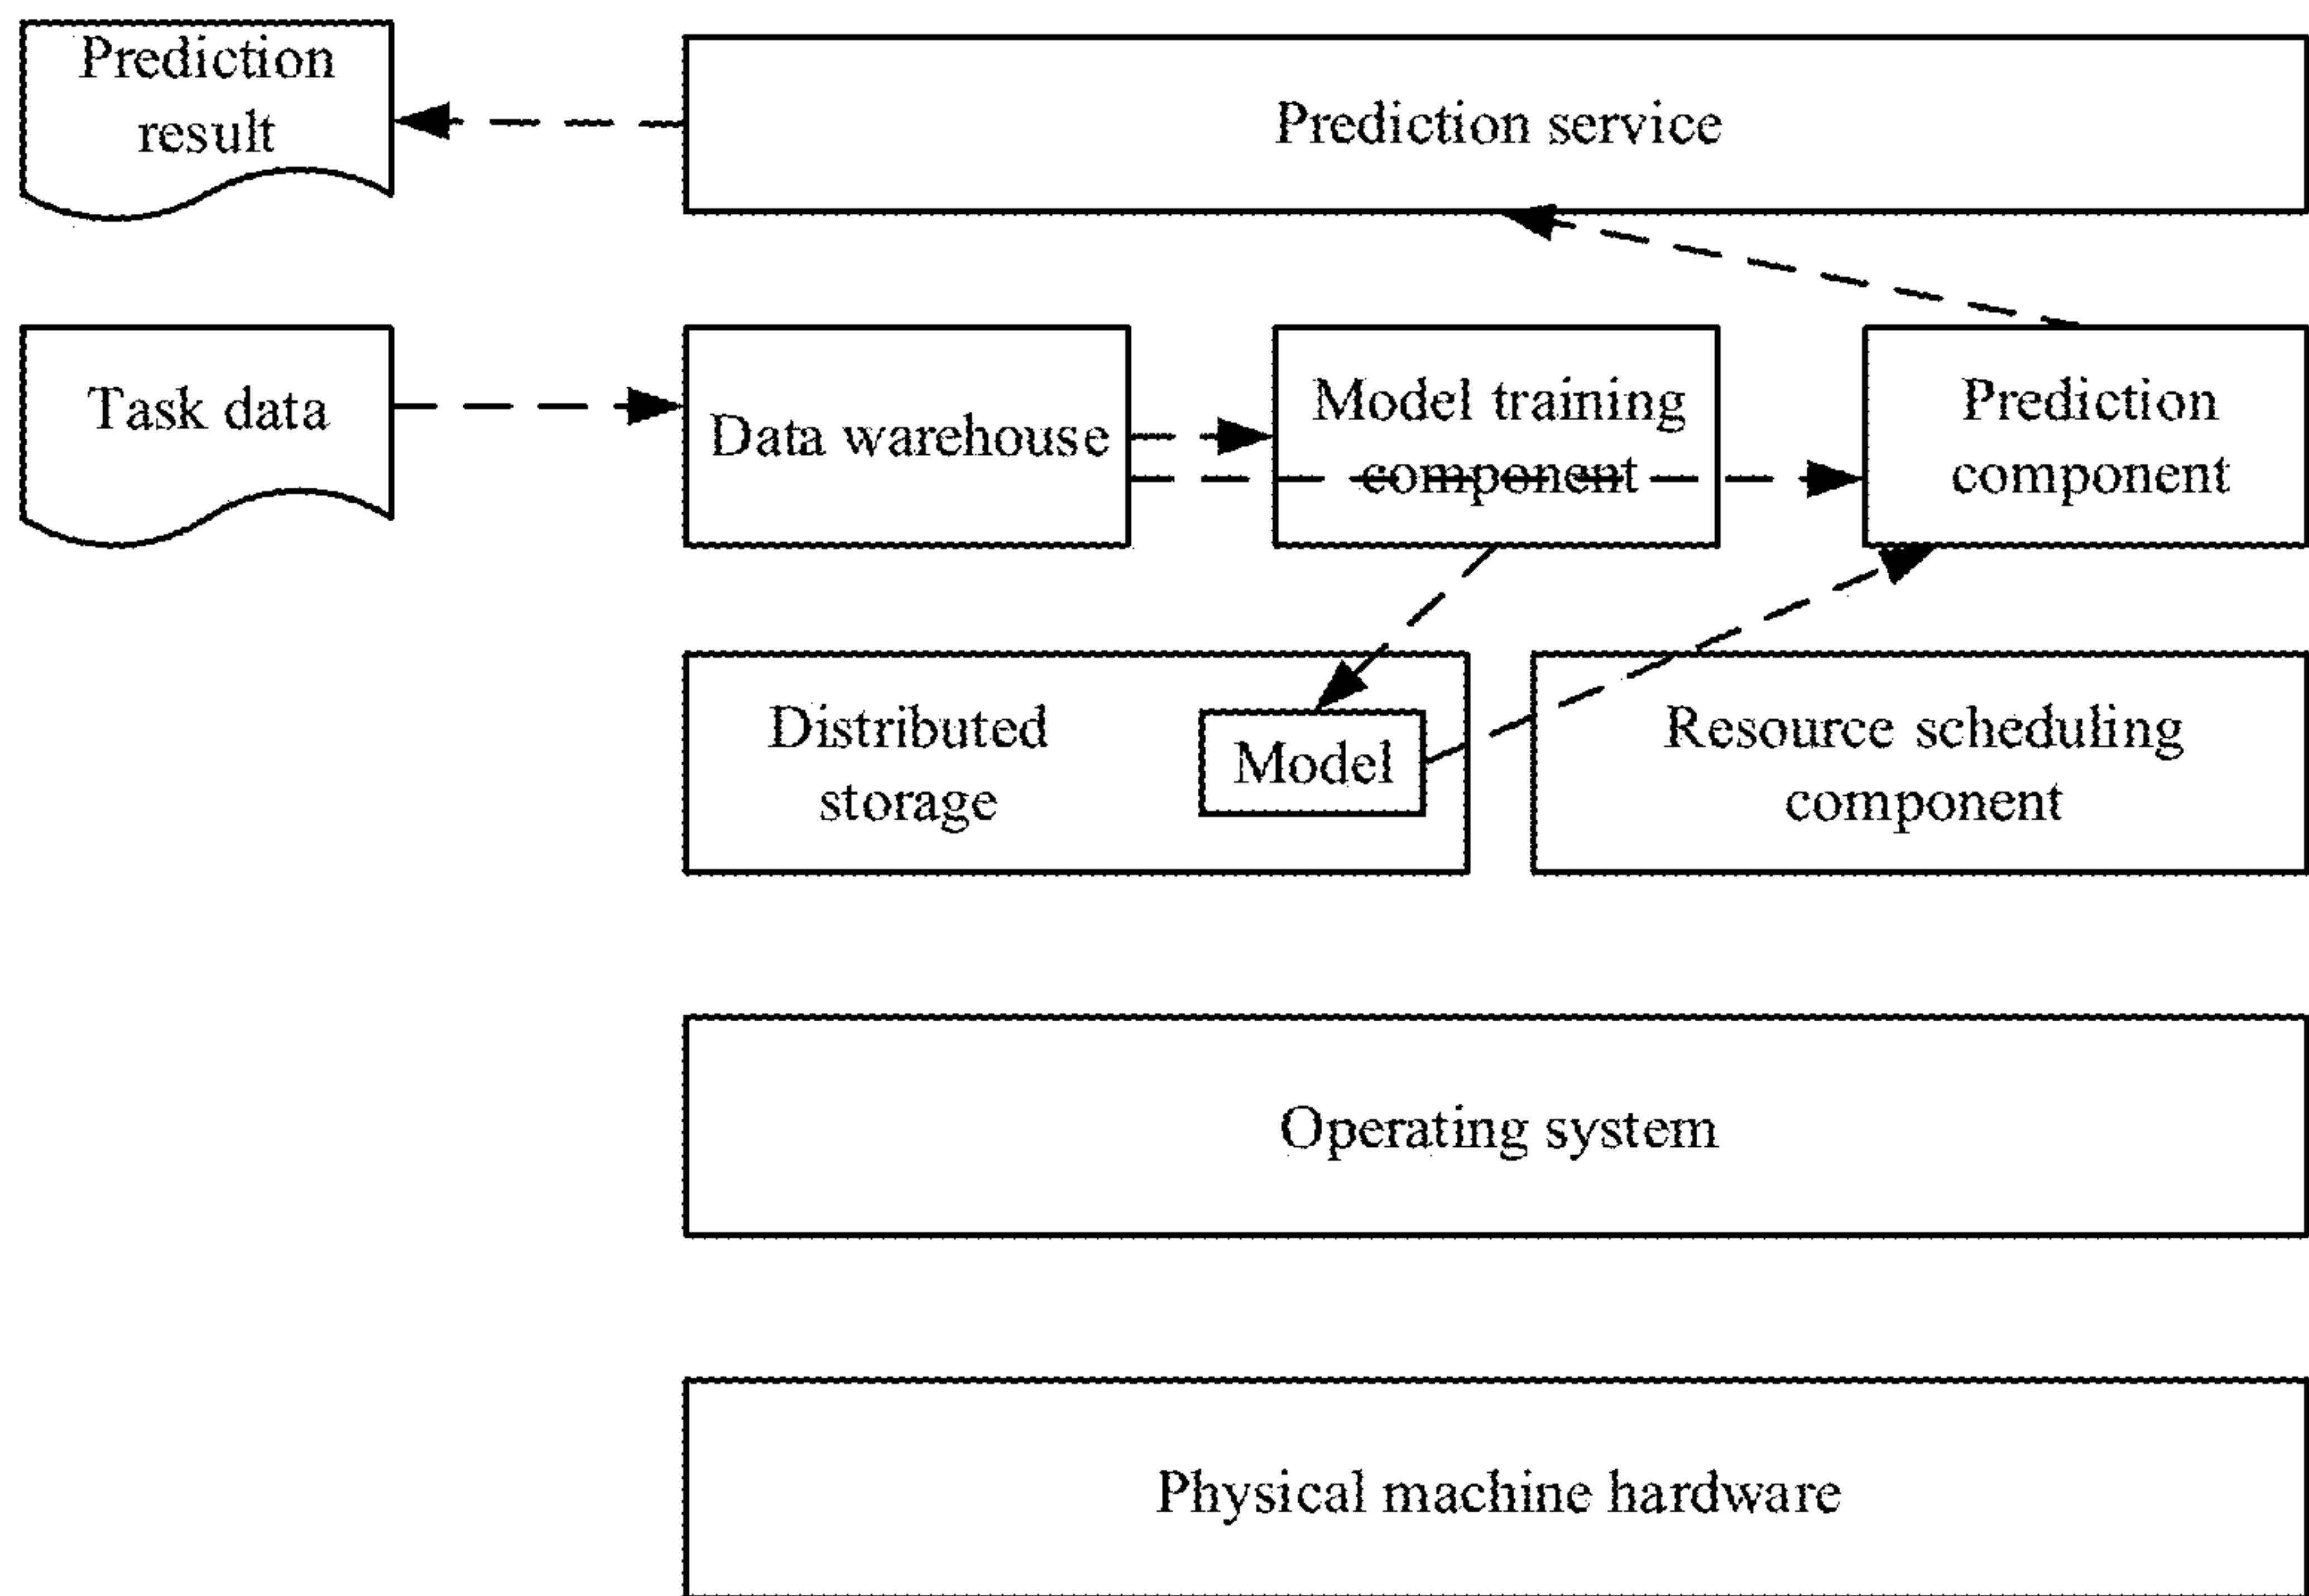 Prediction
result
Prediction service
Task data
Data warehouse
Model training
component
Prediction
component
Distributed
storage
Model
Resource scheduling
component
Operating system
Physical machine hardware